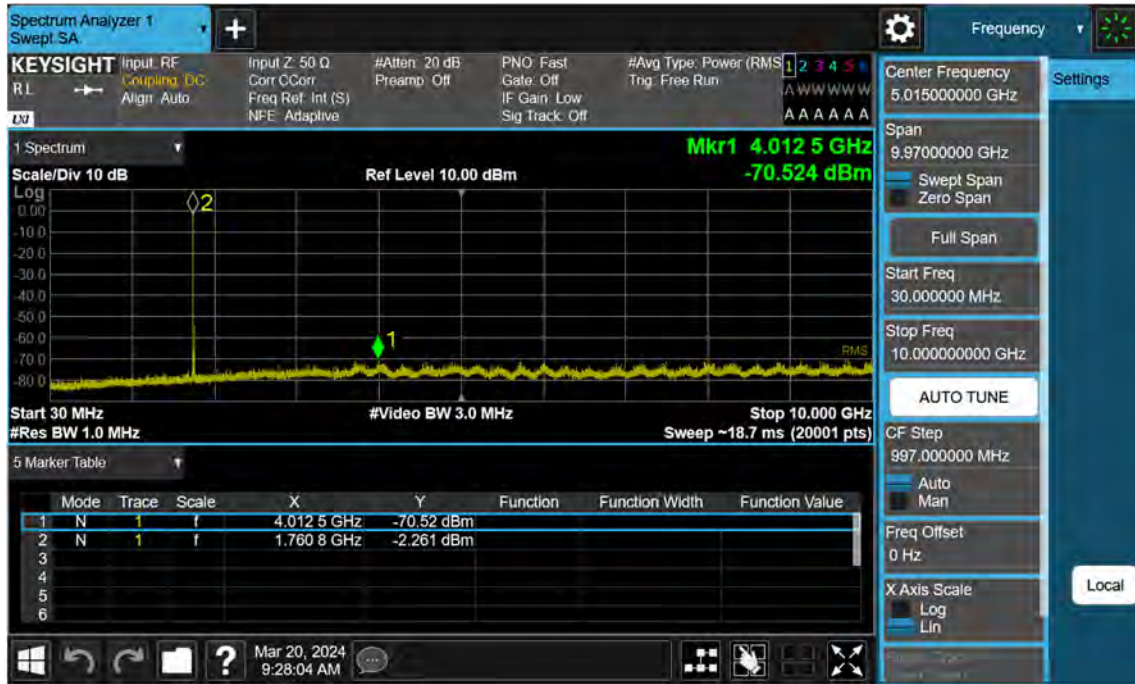 Spectrum Analyzer 1
Swept SA
Frequency
KEYSIGHT
RL
LXI
Input: RF
Coupling: DC
Align: Auto
Input Z: 50 Ω
Corr CCorr
Freq Ref: Int (S)
NFE: Adaptive
#Atten: 20 dB
Preamp: Off
PNO: Fast
Gate: Off
IF Gain: Low
Sig Track: Off
#Avg Type: Power (RMS
Trig: Free Run
1 2 3 4 5 6
A W W W W W
A A A A A A
1 Spectrum
Mkr1 4.012 5 GHz
-70.524 dBm
Scale/Div 10 dB
Ref Level 10.00 dBm
Log
0.00
-10.0
-20.0
-30.0
-40.0
-50.0
-60.0
-70.0
-80.0
2
1
RMS
Start 30 MHz
#Video BW 3.0 MHz
Stop 10.000 GHz
#Res BW 1.0 MHz
Sweep ~18.7 ms (20001 pts)
5 Marker Table
Mode Trace Scale X Y Function Function Width Function Value
1 N 1 f 4.012 5 GHz -70.52 dBm
2 N 1 f 1.760 8 GHz -2.261 dBm
3
4
5
6
?
Mar 20, 2024
9:28:04 AM
Center Frequency
5.015000000 GHz
Settings
Span
9.97000000 GHz
Swept Span
Zero Span
Full Span
Start Freq
30.000000 MHz
Stop Freq
10.000000000 GHz
AUTO TUNE
CF Step
997.000000 MHz
Auto
Man
Freq Offset
0 Hz
X Axis Scale
Log
Lin
Local